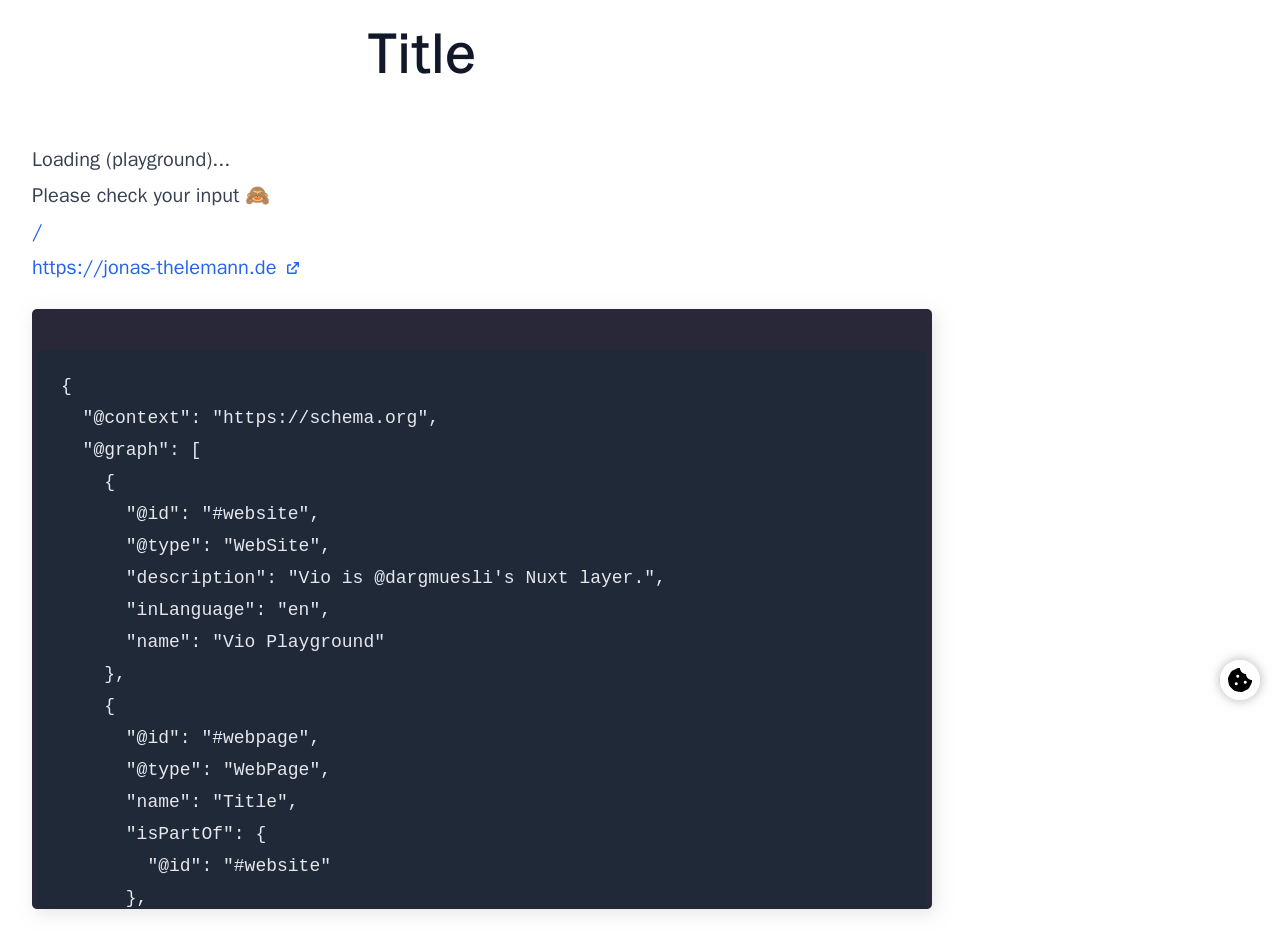 Title
Loading (playground)...
Please check your input 🙈
/
https://jonas-thelemann.de
{
  "@context": "https://schema.org",
  "@graph": [
    {
      "@id": "#website",
      "@type": "WebSite",
      "description": "Vio is @dargmuesli's Nuxt layer.",
      "inLanguage": "en",
      "name": "Vio Playground"
    },
    {
      "@id": "#webpage",
      "@type": "WebPage",
      "name": "Title",
      "isPartOf": {
        "@id": "#website"
      },